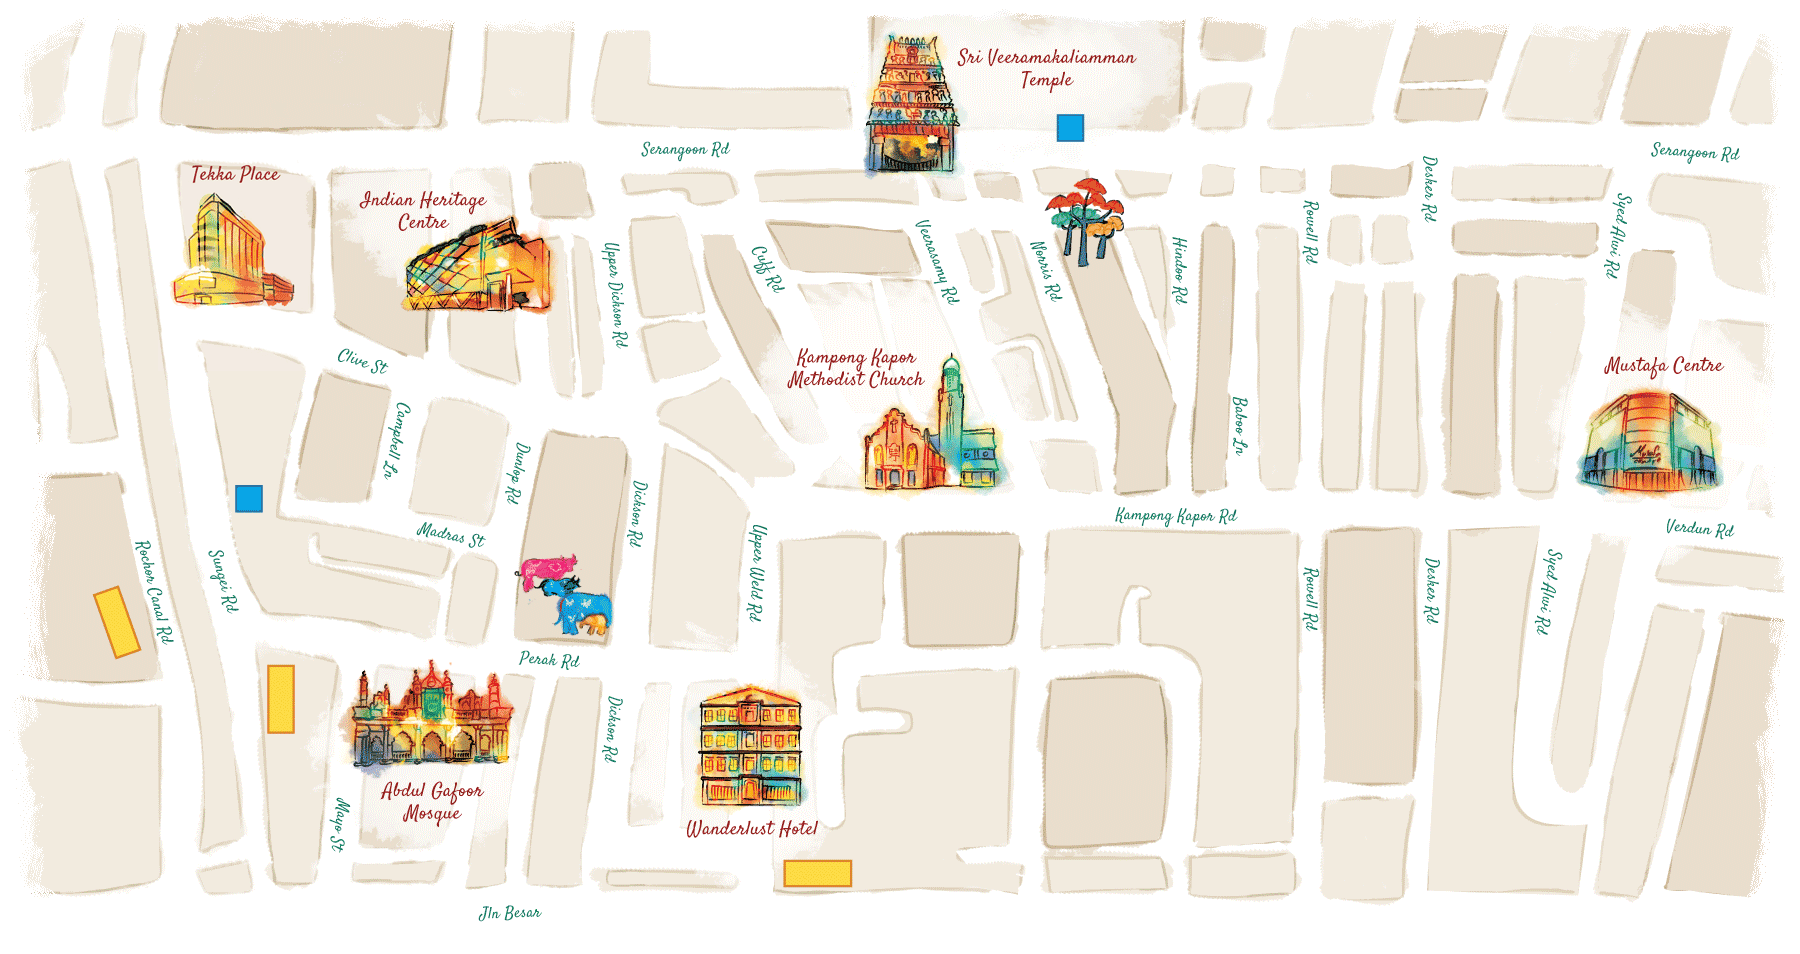 Sri Veeramakaliamman
Temple
Serangoon Rd
Serangoon Rd
Tekka Place
Indian Heritage
Centre
Desker Rd
Syed Alwi Rd
Rowell Rd
Veerasamy Rd
Norris Rd
Hindoo Rd
Cuff Rd
Upper Dickson Rd
Clive St
Kampong Kapor
Methodist Church
Mustafa Centre
Campbell Ln
Baboo Ln
Dunlop Rd
Dickson Rd
Madras St
Kampong Kapor Rd
Verdun Rd
Rochor Canal Rd
Sungei Rd
Upper Weld Rd
Rowell Rd
Desker Rd
Syed Alwi Rd
Perak Rd
Dickson Rd
Abdul Gafoor
Mosque
Mayo St
Wanderlust Hotel
Jln Besar